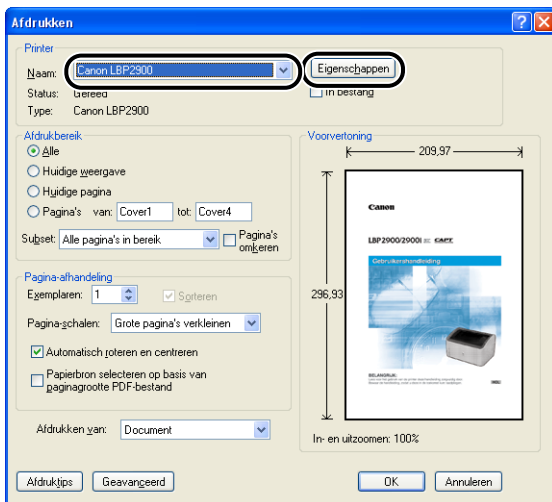 Afdrukken
Printer
Naam: Canon LBP2900 Eigenschappen
Status: Gereed In bestand
Type: Canon LBP2900
Afdrukbereik
Alle
Huidige weergave
Huidige pagina
Pagina's van: Cover1 tot: Cover4
Subset: Alle pagina's in bereik Pagina's omkeren
Pagina-afhandeling
Exemplaren: 1 Sorteren
Pagina-schalen: Grote pagina's verkleinen
Automatisch roteren en centreren
Papierbron selecteren op basis van
paginagrootte PDF-bestand
Afdrukken van: Document
Voorvertoning
209,97
296,93
Canon
LBP2900/2900i CAPT
Gebruikershandleiding
BELANGRIJK:
In- en uitzoomen: 100%
Afdruktips Geavanceerd OK Annuleren